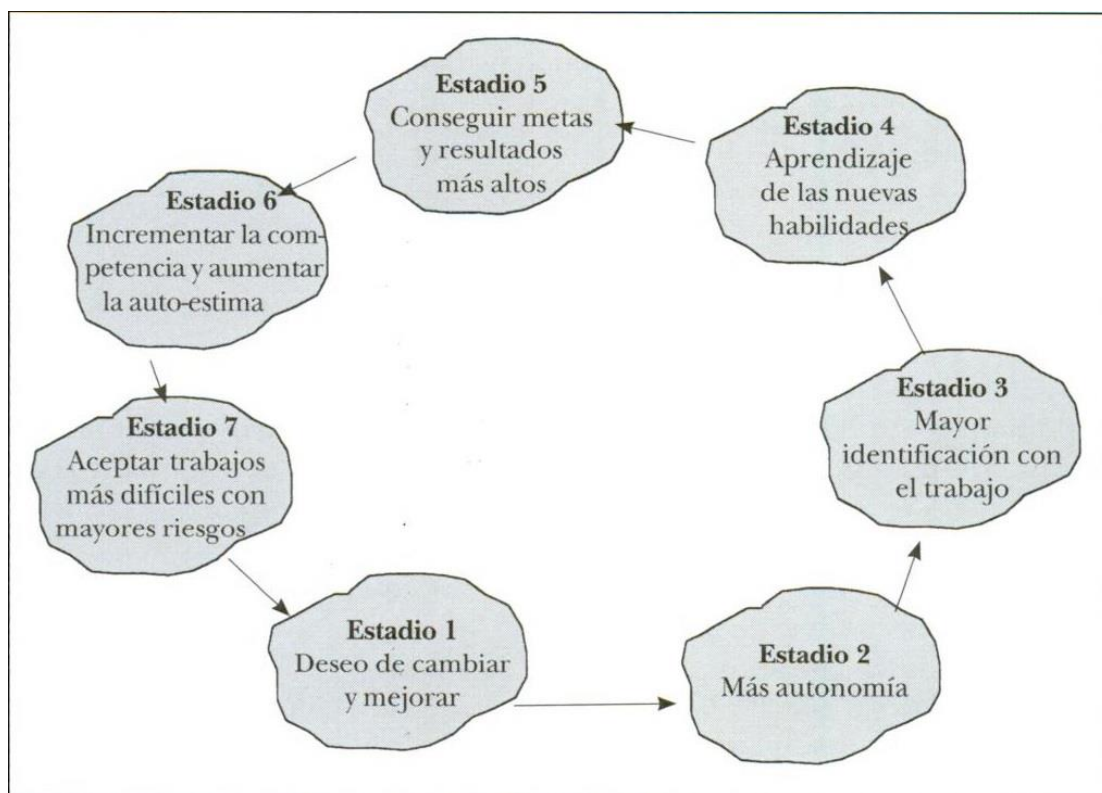 Estadio 5
Conseguir metas
y resultados
más altos
Estadio 4
Aprendizaje
de las nuevas
habilidades
Estadio 6
Incrementar la com-
petencia y aumentar
la auto-estima
Estadio 3
Mayor
identificación con
el trabajo
Estadio 7
Aceptar trabajos
más difíciles con
mayores riesgos
Estadio 1
Deseo de cambiar
y mejorar
Estadio 2
Más autonomía